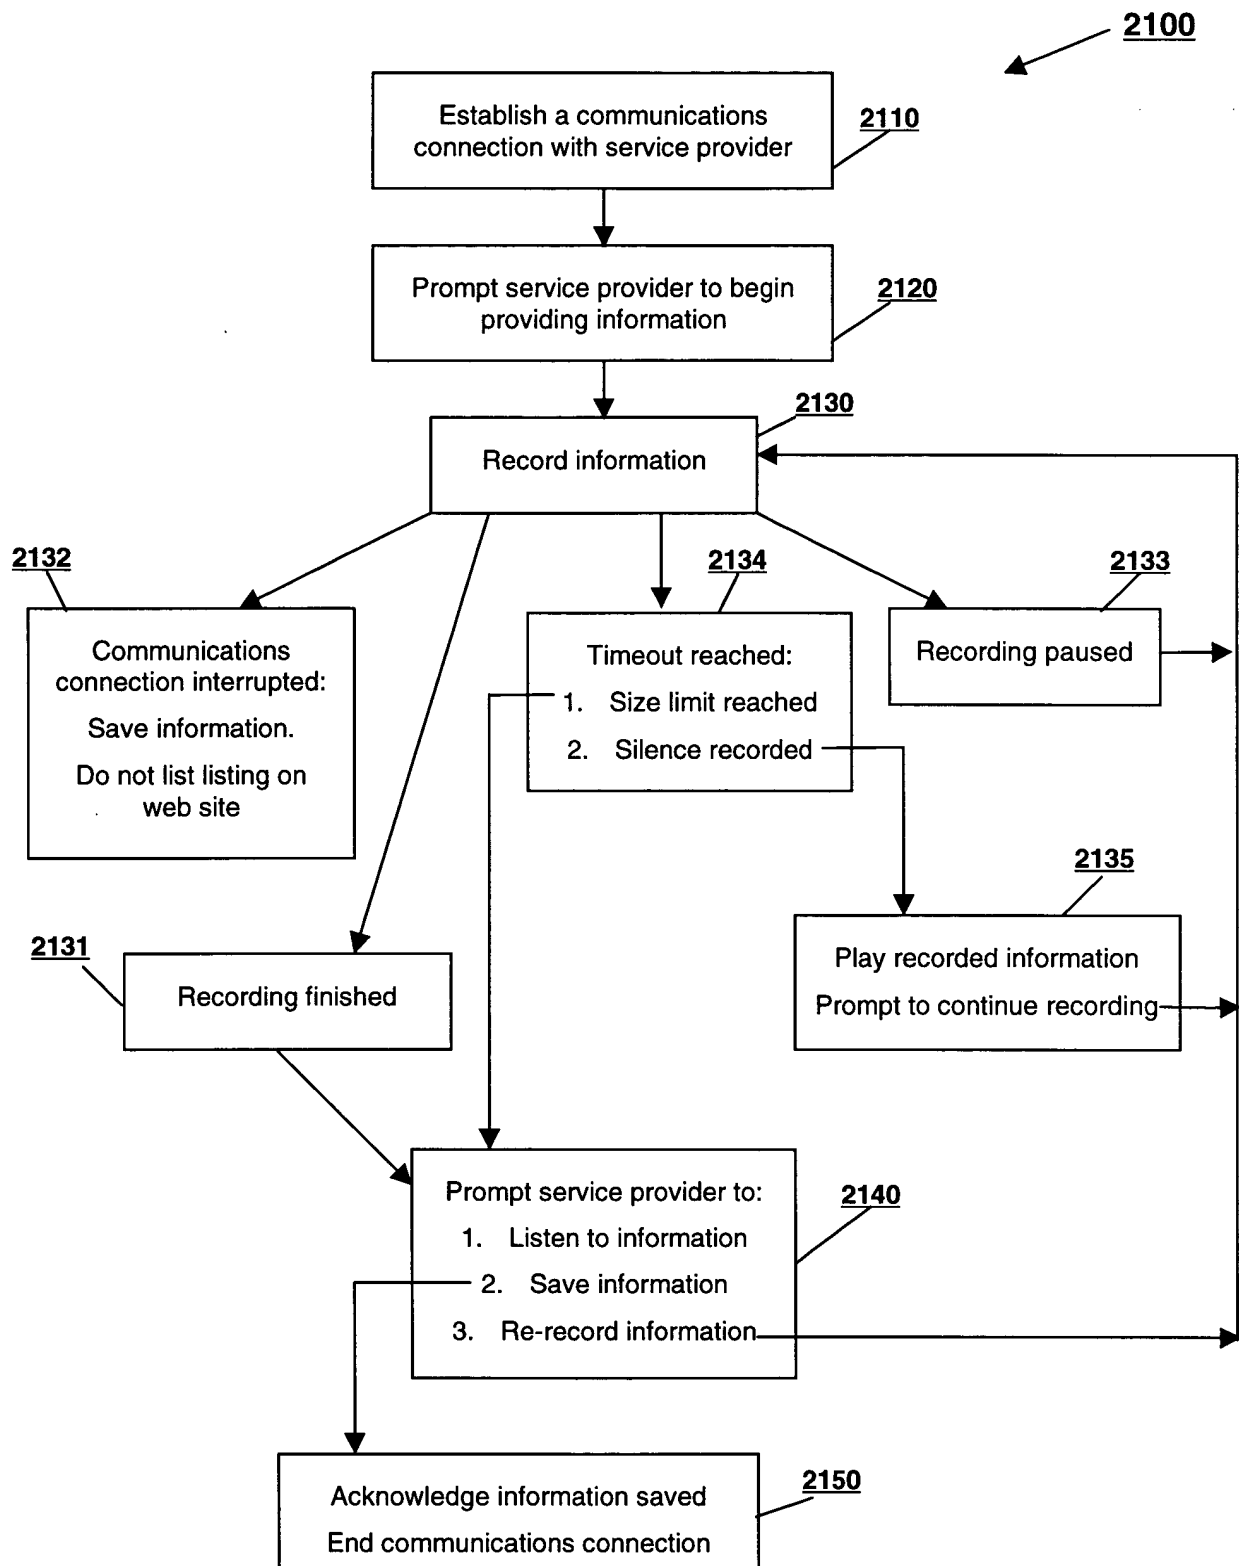 2100
Establish a communications
connection with service provider
2110
Prompt service provider to begin
providing information
2120
2130
Record information
2132
Communications
connection interrupted:
Save information.
Do not list listing on
web site
2134
Timeout reached:
1. Size limit reached
2. Silence recorded
2133
Recording paused
2135
Play recorded information
Prompt to continue recording
2131
Recording finished
Prompt service provider to:
1. Listen to information
2. Save information
3. Re-record information
2140
Acknowledge information saved
End communications connection
2150